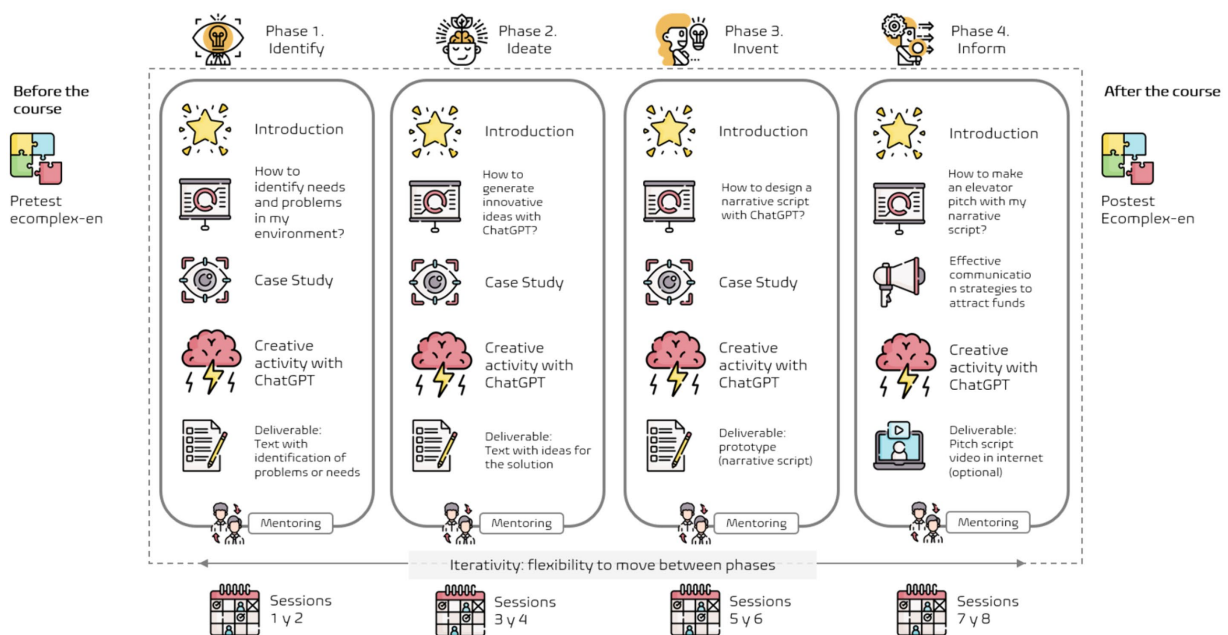 Phase 1.
Identify
Phase 2.
Ideate
Phase 3.
Invent
Phase 4.
Inform
Before the
course
Pretest
ecomplex-en
Introduction
How to
identify needs
and problems
in my
environment?
Case Study
Creative
activity with
ChatGPT
Deliverable:
Text with
identification of
problems or needs
Mentoring
Introduction
How to
generate
innovative
ideas with
ChatGPT?
Case Study
Creative
activity with
ChatGPT
Deliverable:
Text with ideas for
the solution
Mentoring
Introduction
How to design a
narrative script
with ChatGPT?
Case Study
Creative
activity with
ChatGPT
Deliverable:
prototype
(narrative script)
Mentoring
Introduction
How to make
an elevator
pitch with my
narrative
script?
Effective
communicatio
n strategies to
attract funds
Creative
activity with
ChatGPT
Deliverable:
Pitch script
video in internet
(optional)
Mentoring
After the course
Postest
Ecomplex-en
Iterativity: flexibility to move between phases
Sessions
1 y 2
Sessions
3 y 4
Sessions
5 y 6
Sessions
7 y 8